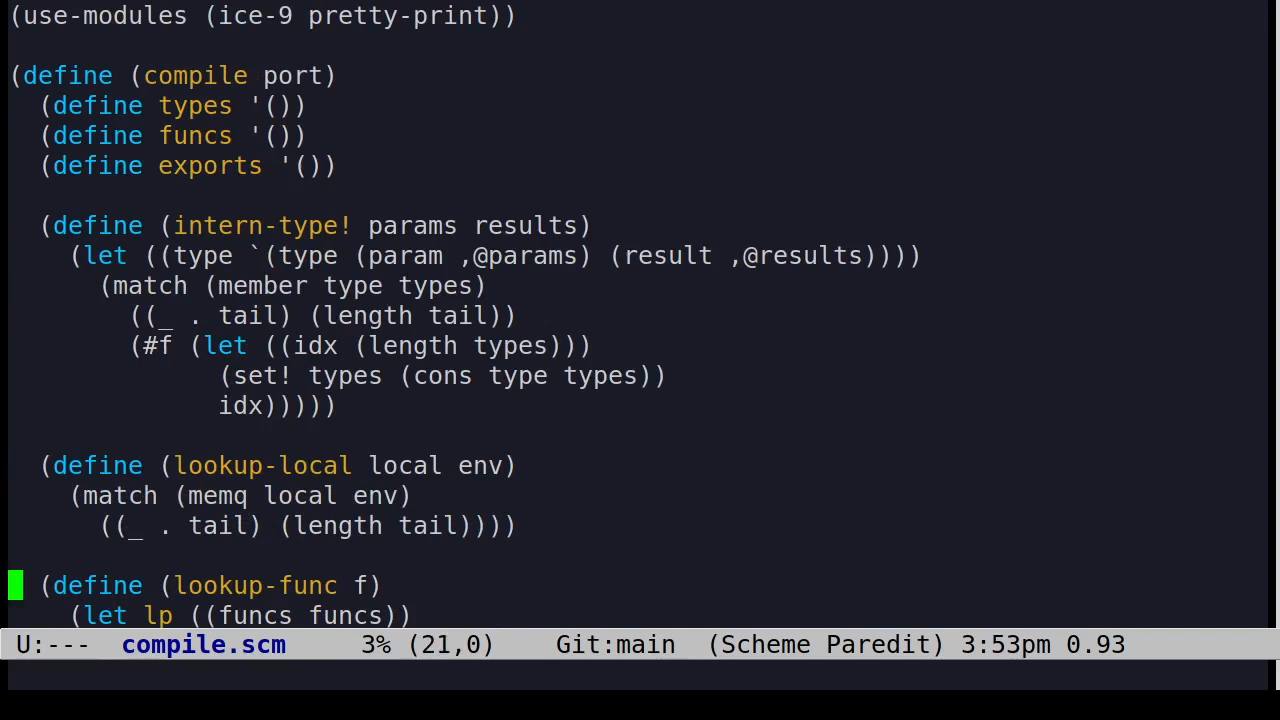 (use-modules (ice-9 pretty-print))
(define (compile port)
(define types '())
(define funcs '())
(define exports '())
(define (intern-type! params results)
(let ((type `(type (param ,@params) (result ,@results))))
(match (member type types)
((_ . tail) (length tail))
(#f (let ((idx (length types)))
(set! types (cons type types))
idx)))))
(define (lookup-local local env)
(match (memq local env)
((_ . tail) (length tail))))
(define (lookup-func f)
(let lp ((funcs funcs))
U:--- compile.scm 3% (21,0) Git:main (Scheme Paredit) 3:53pm 0.93